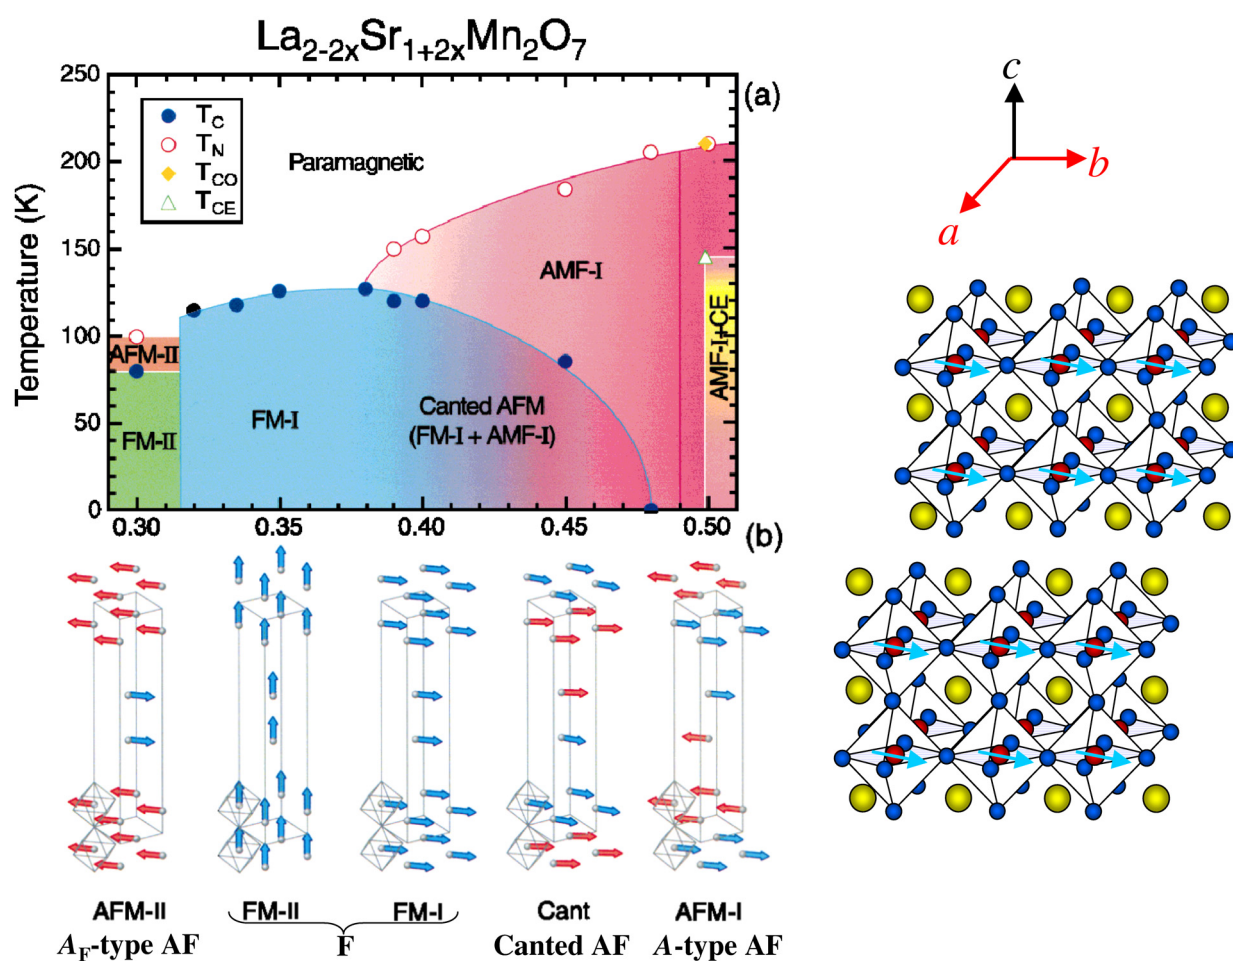 La2-2xSr1+2xMn2O7
250
200
150
100
50
0
Temperature (K)
(a)
TC
TN
TCO
TCE
Paramagnetic
AMF-I
AFM-II
FM-II
FM-I
Canted AFM
(FM-I + AMF-I)
AMF-I+CE
0.30
0.35
0.40
0.45
0.50
(b)
AFM-II
FM-II
FM-I
Cant
AFM-I
AF-type AF
F
Canted AF
A-type AF
c
b
a